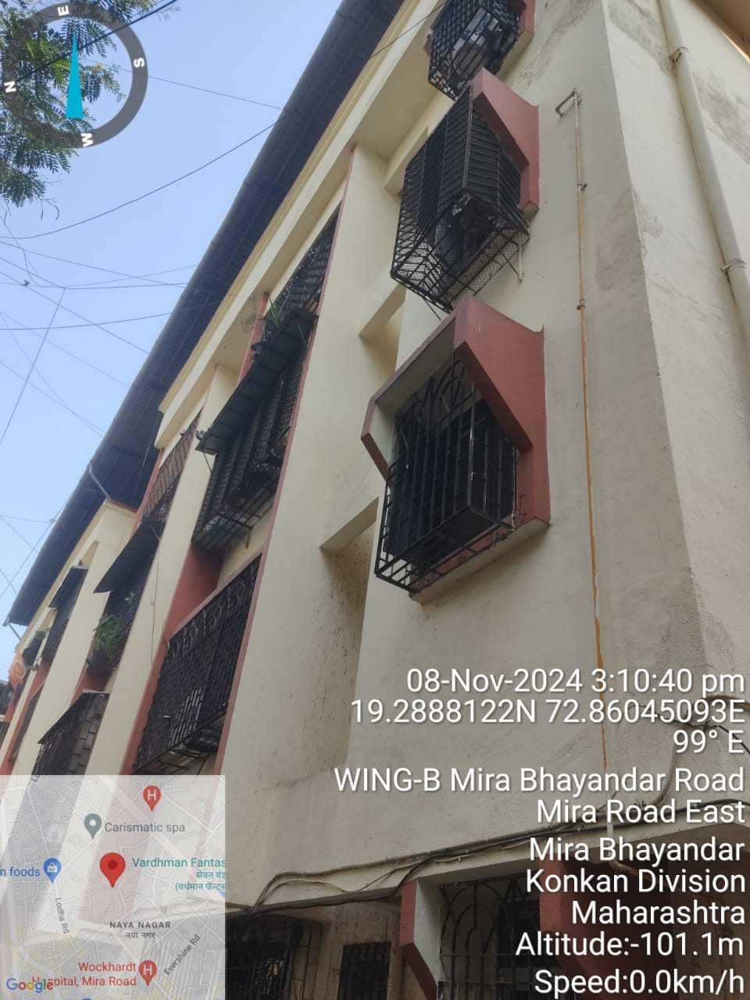 E
S
N
W
08-Nov-2024 3:10:40 pm
19.2888122N 72.86045093E
99° E
WING-B Mira Bhayandar Road
Mira Road East
Mira Bhayandar
Konkan Division
Maharashtra
Altitude:-101.1m
Speed:0.0km/h
H
Carismatic spa
Vardhman Fantas
सेवन वंड
(वर्धमान फॅन्टस
n foods
Lodha Rd
NAYA NAGAR
नया नगर
Evershine Rd
Wockhardt
Hospital, Mira Road
H
Google